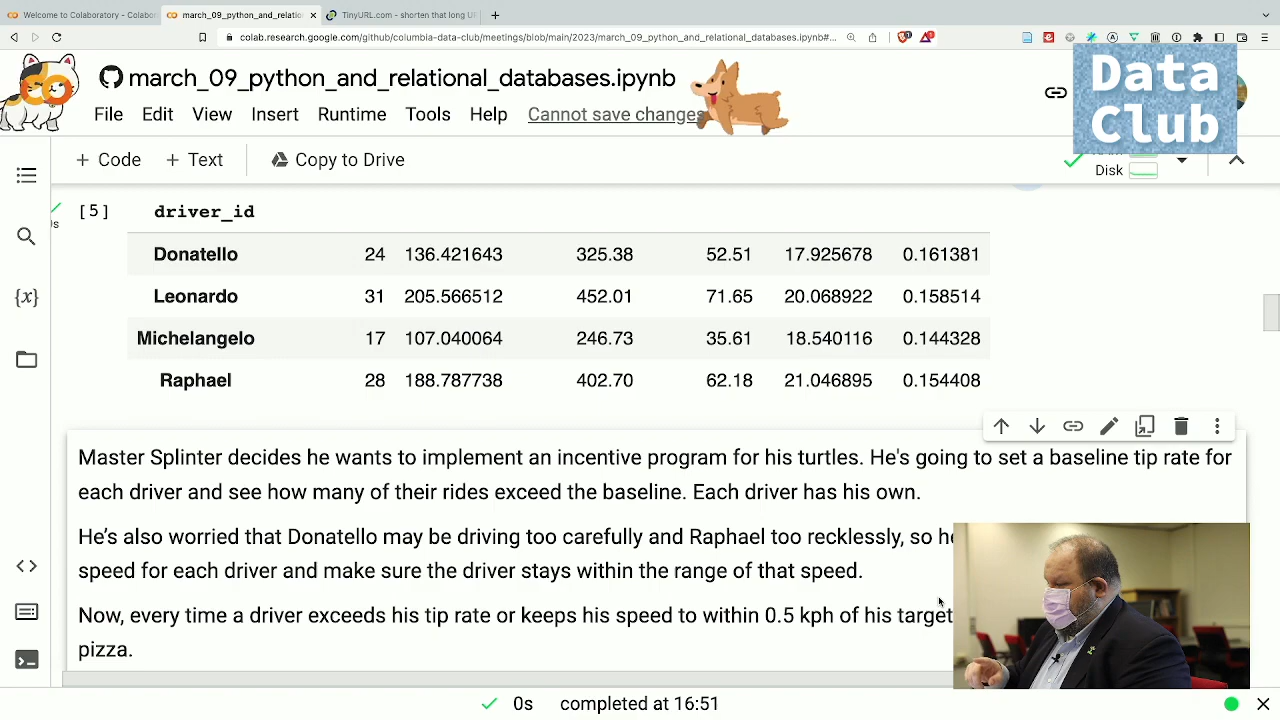 Welcome to Colaboratory - Colabor
march_09_python_and_relatio
TinyURL.com - shorten that long UR
colab.research.google.com/github/columbia-data-club/meetings/blob/main/2023/march_09_python_and_relational_databases.ipynb#...
march_09_python_and_relational_databases.ipynb
Data
Club
File Edit View Insert Runtime Tools Help Cannot save changes
+ Code + Text Copy to Drive
Disk
[5] driver_id
0s
Donatello 24 136.421643 325.38 52.51 17.925678 0.161381
Leonardo 31 205.566512 452.01 71.65 20.068922 0.158514
Michelangelo 17 107.040064 246.73 35.61 18.540116 0.144328
Raphael 28 188.787738 402.70 62.18 21.046895 0.154408
Master Splinter decides he wants to implement an incentive program for his turtles. He's going to set a baseline tip rate for
each driver and see how many of their rides exceed the baseline. Each driver has his own.
He’s also worried that Donatello may be driving too carefully and Raphael too recklessly, so he
speed for each driver and make sure the driver stays within the range of that speed.
Now, every time a driver exceeds his tip rate or keeps his speed to within 0.5 kph of his target
pizza.
0s completed at 16:51